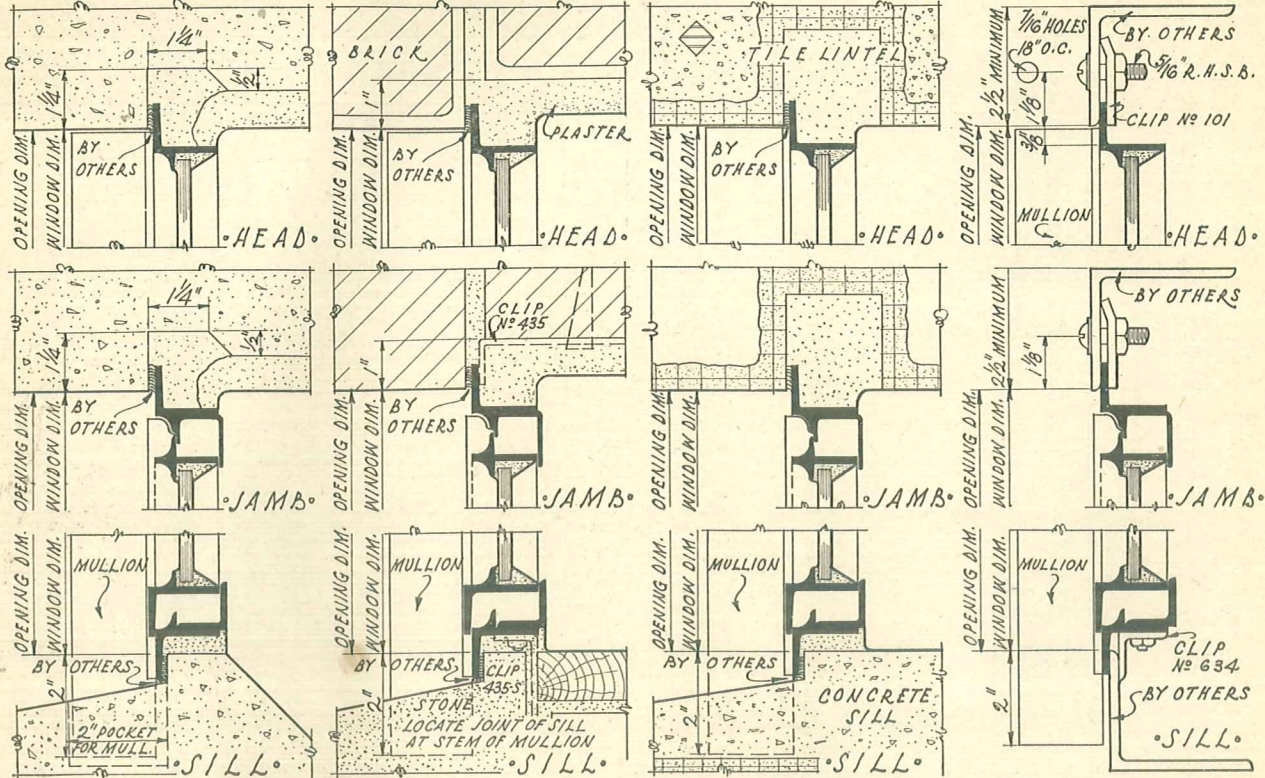 1¼"
½"
1¼"
OPENING DIM.
WINDOW DIM.
BY
OTHERS
·HEAD·
BRICK
1"
PLASTER
OPENING DIM.
WINDOW DIM.
BY
OTHERS
·HEAD·
TILE LINTEL
OPENING DIM.
WINDOW DIM.
BY
OTHERS
·HEAD·
7/16" HOLES
18" O.C.
BY OTHERS
5/16" R.H.S.B.
2½" MINIMUM
1⅛"
CLIP Nº 101
⅜
OPENING DIM.
WINDOW DIM.
MULLION
·HEAD·
1¼"
½"
1¼"
OPENING DIM.
WINDOW DIM.
BY
OTHERS
·JAMB·
CLIP
Nº 435
1"
OPENING DIM.
WINDOW DIM.
BY
OTHERS
·JAMB·
OPENING DIM.
WINDOW DIM.
BY
OTHERS
·JAMB·
BY OTHERS
2½" MINIMUM
1⅛"
OPENING DIM.
WINDOW DIM.
·JAMB·
OPENING DIM.
WINDOW DIM.
MULLION
BY OTHERS
2"
2" POCKET
FOR MULL.
·SILL·
OPENING DIM.
WINDOW DIM.
MULLION
BY OTHERS
CLIP
435S
2"
STONE
LOCATE JOINT OF SILL
AT STEM OF MULLION
·SILL·
OPENING DIM.
WINDOW DIM.
MULLION
BY OTHERS
2"
CONCRETE
SILL
·SILL·
OPENING DIM.
WINDOW DIM.
MULLION
CLIP
Nº 634
BY OTHERS
2"
·SILL·